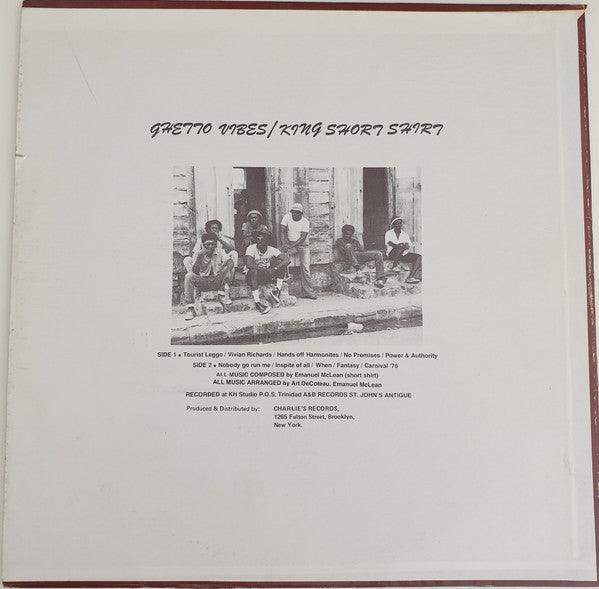 GHETTO VIBES/KING SHORT SHIRT
SIDE 1 • Tourist Leggo / Vivian Richards / Hands off Harmonites / No Promises / Power & Authority
SIDE 2 • Nobody go run me / Inspite of all / When / Fantasy / Carnival '76
ALL MUSIC COMPOSED by Emanuel McLean (short shirt)
ALL MUSIC ARRANGED by Art DeCoteau, Emanuel McLean
RECORDED at KH Studio P.O.S. Trinidad A&B RECORDS ST. JOHN'S ANTIGUE
Produced & Distributed by: CHARLIE'S RECORDS,
1265 Fulton Street, Brooklyn,
New York.